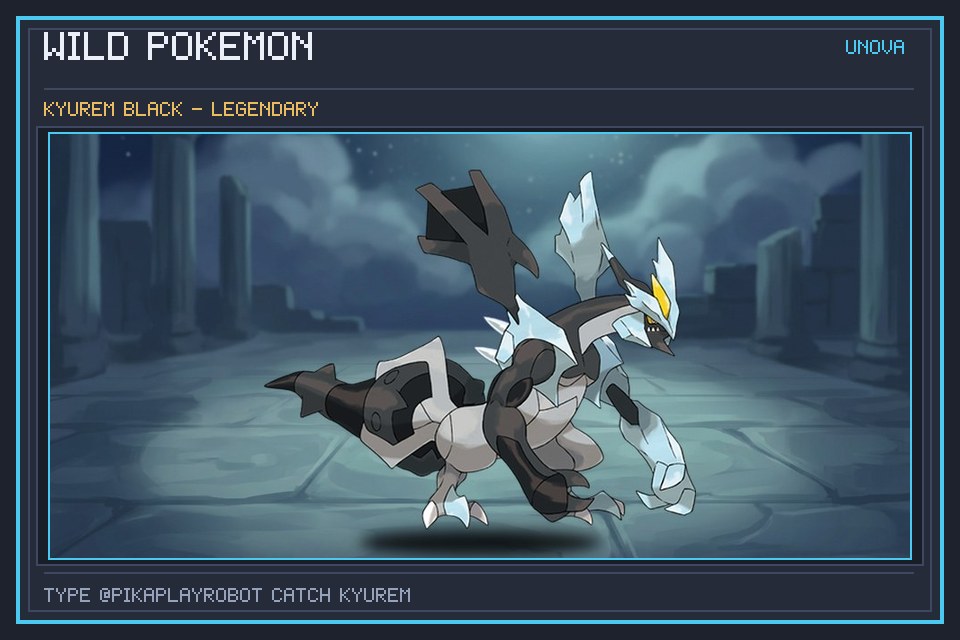 WILD POKEMON
UNOVA
KYUREM BLACK - LEGENDARY
TYPE @PIKAPLAYROBOT CATCH KYUREM